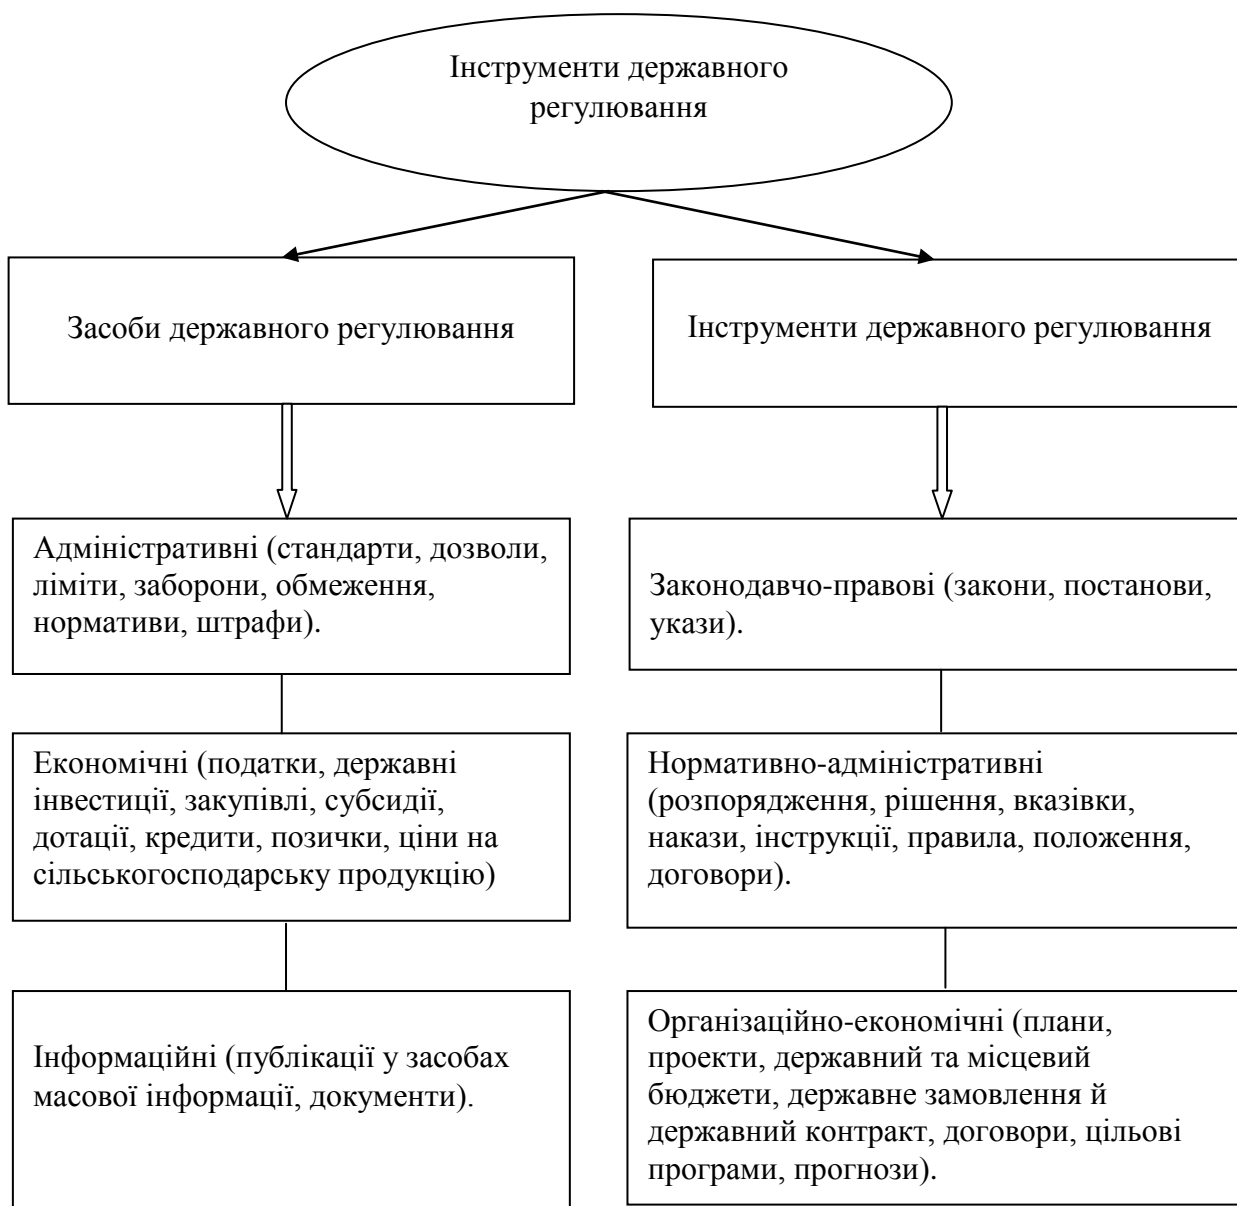 Інструменти державного
регулювання
Засоби державного регулювання
Інструменти державного регулювання
Адміністративні (стандарти, дозволи,
ліміти, заборони, обмеження,
нормативи, штрафи).
Законодавчо-правові (закони, постанови,
укази).
Економічні (податки, державні
інвестиції, закупівлі, субсидії,
дотації, кредити, позички, ціни на
сільськогосподарську продукцію)
Нормативно-адміністративні
(розпорядження, рішення, вказівки,
накази, інструкції, правила, положення,
договори).
Інформаційні (публікації у засобах
масової інформації, документи).
Організаційно-економічні (плани,
проекти, державний та місцевий
бюджети, державне замовлення й
державний контракт, договори, цільові
програми, прогнози).